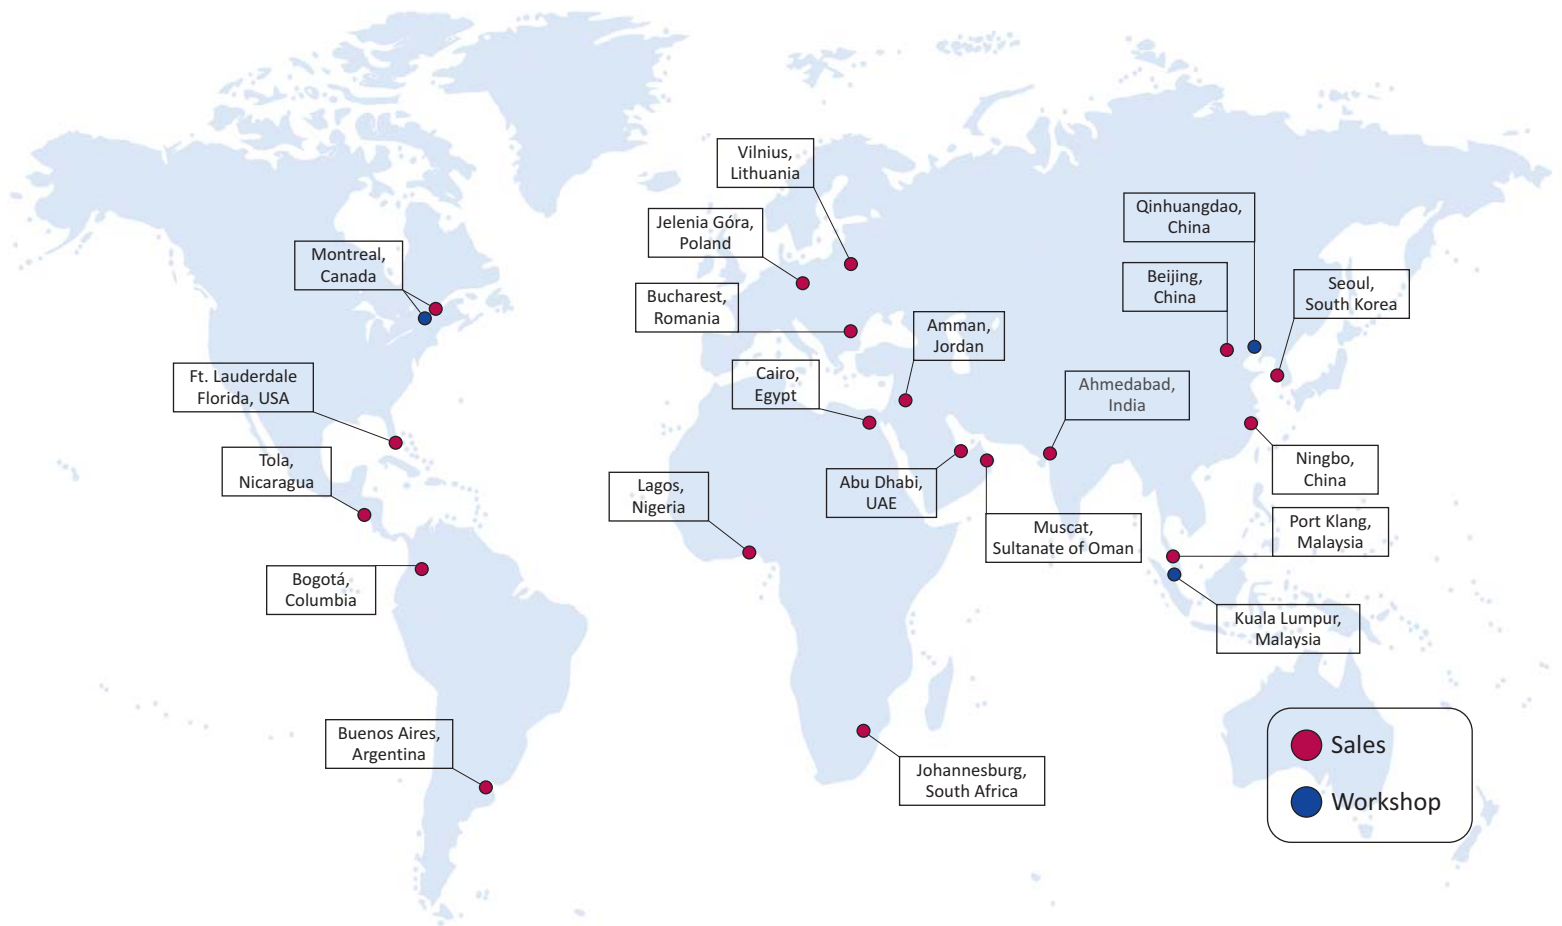 Vilnius,
Lithuania
Jelenia Góra,
Poland
Qinhuangdao,
China
Montreal,
Canada
Beijing,
China
Seoul,
South Korea
Bucharest,
Romania
Amman,
Jordan
Ft. Lauderdale
Florida, USA
Cairo,
Egypt
Ahmedabad,
India
Tola,
Nicaragua
Ningbo,
China
Lagos,
Nigeria
Abu Dhabi,
UAE
Muscat,
Sultanate of Oman
Port Klang,
Malaysia
Bogotá,
Columbia
Kuala Lumpur,
Malaysia
Buenos Aires,
Argentina
Johannesburg,
South Africa
Sales
Workshop